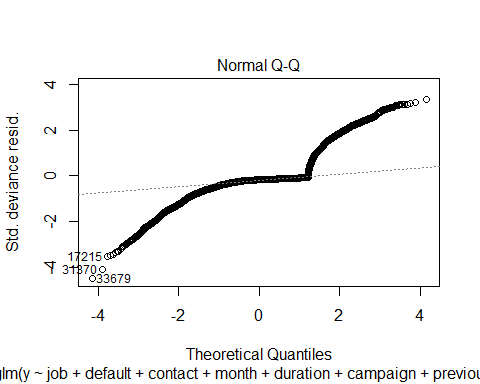 Normal Q-Q
Std. deviance resid.
4
2
0
-2
-4
17215
31370
33679
-4 -2 0 2 4
Theoretical Quantiles
glm(y ~ job + default + contact + month + duration + campaign + previou